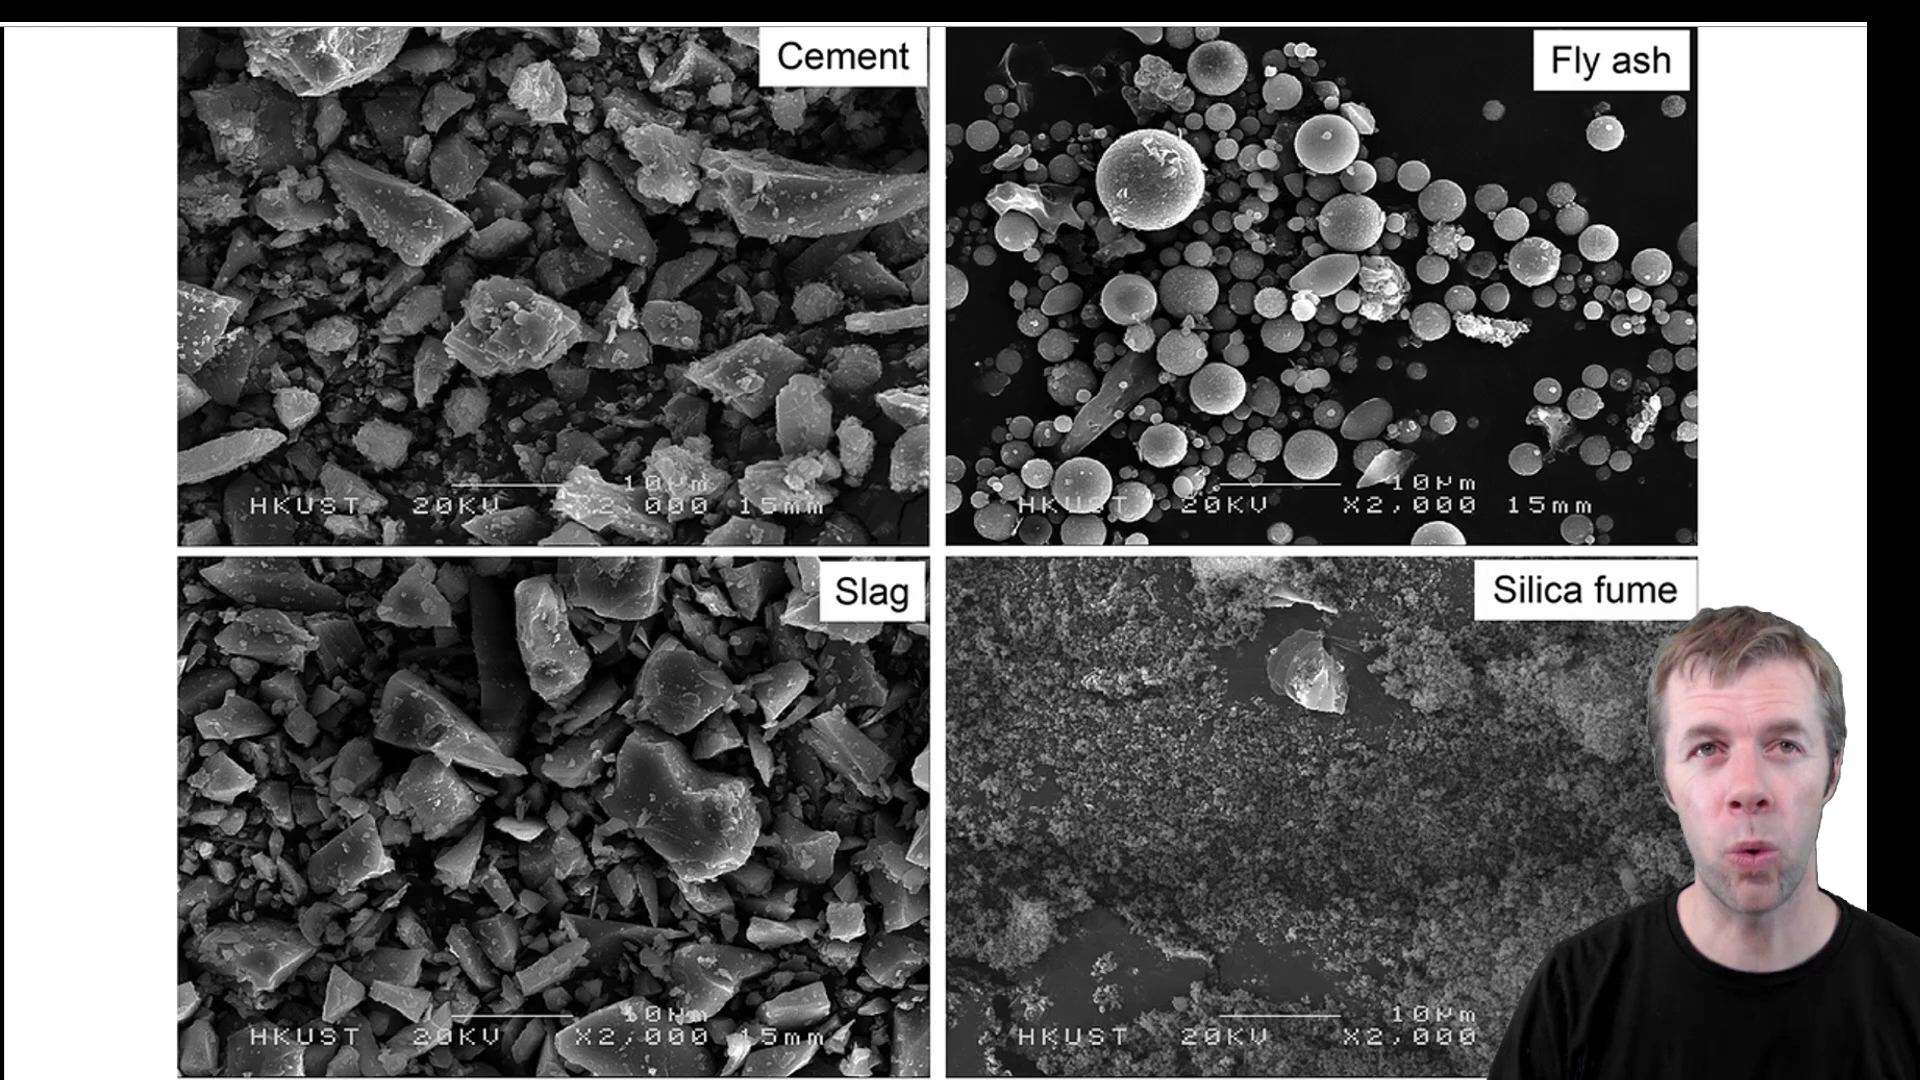 Cement
Fly ash
10μm
HKUST 20KV X2,000 15mm
10μm
HKUST 20KV X2,000 15mm
Slag
Silica fume
10μm
HKUST 20KV X2,000 15mm
10μm
HKUST 20KV X2,000